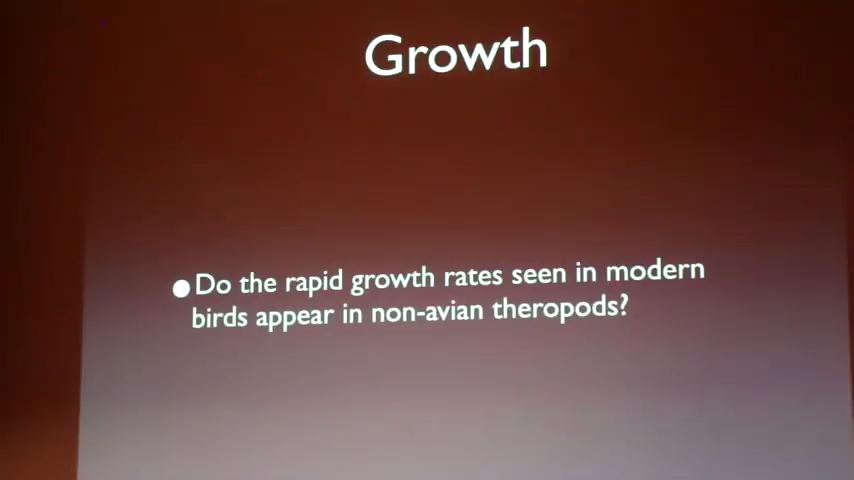 Growth
Do the rapid growth rates seen in modern
birds appear in non-avian theropods?